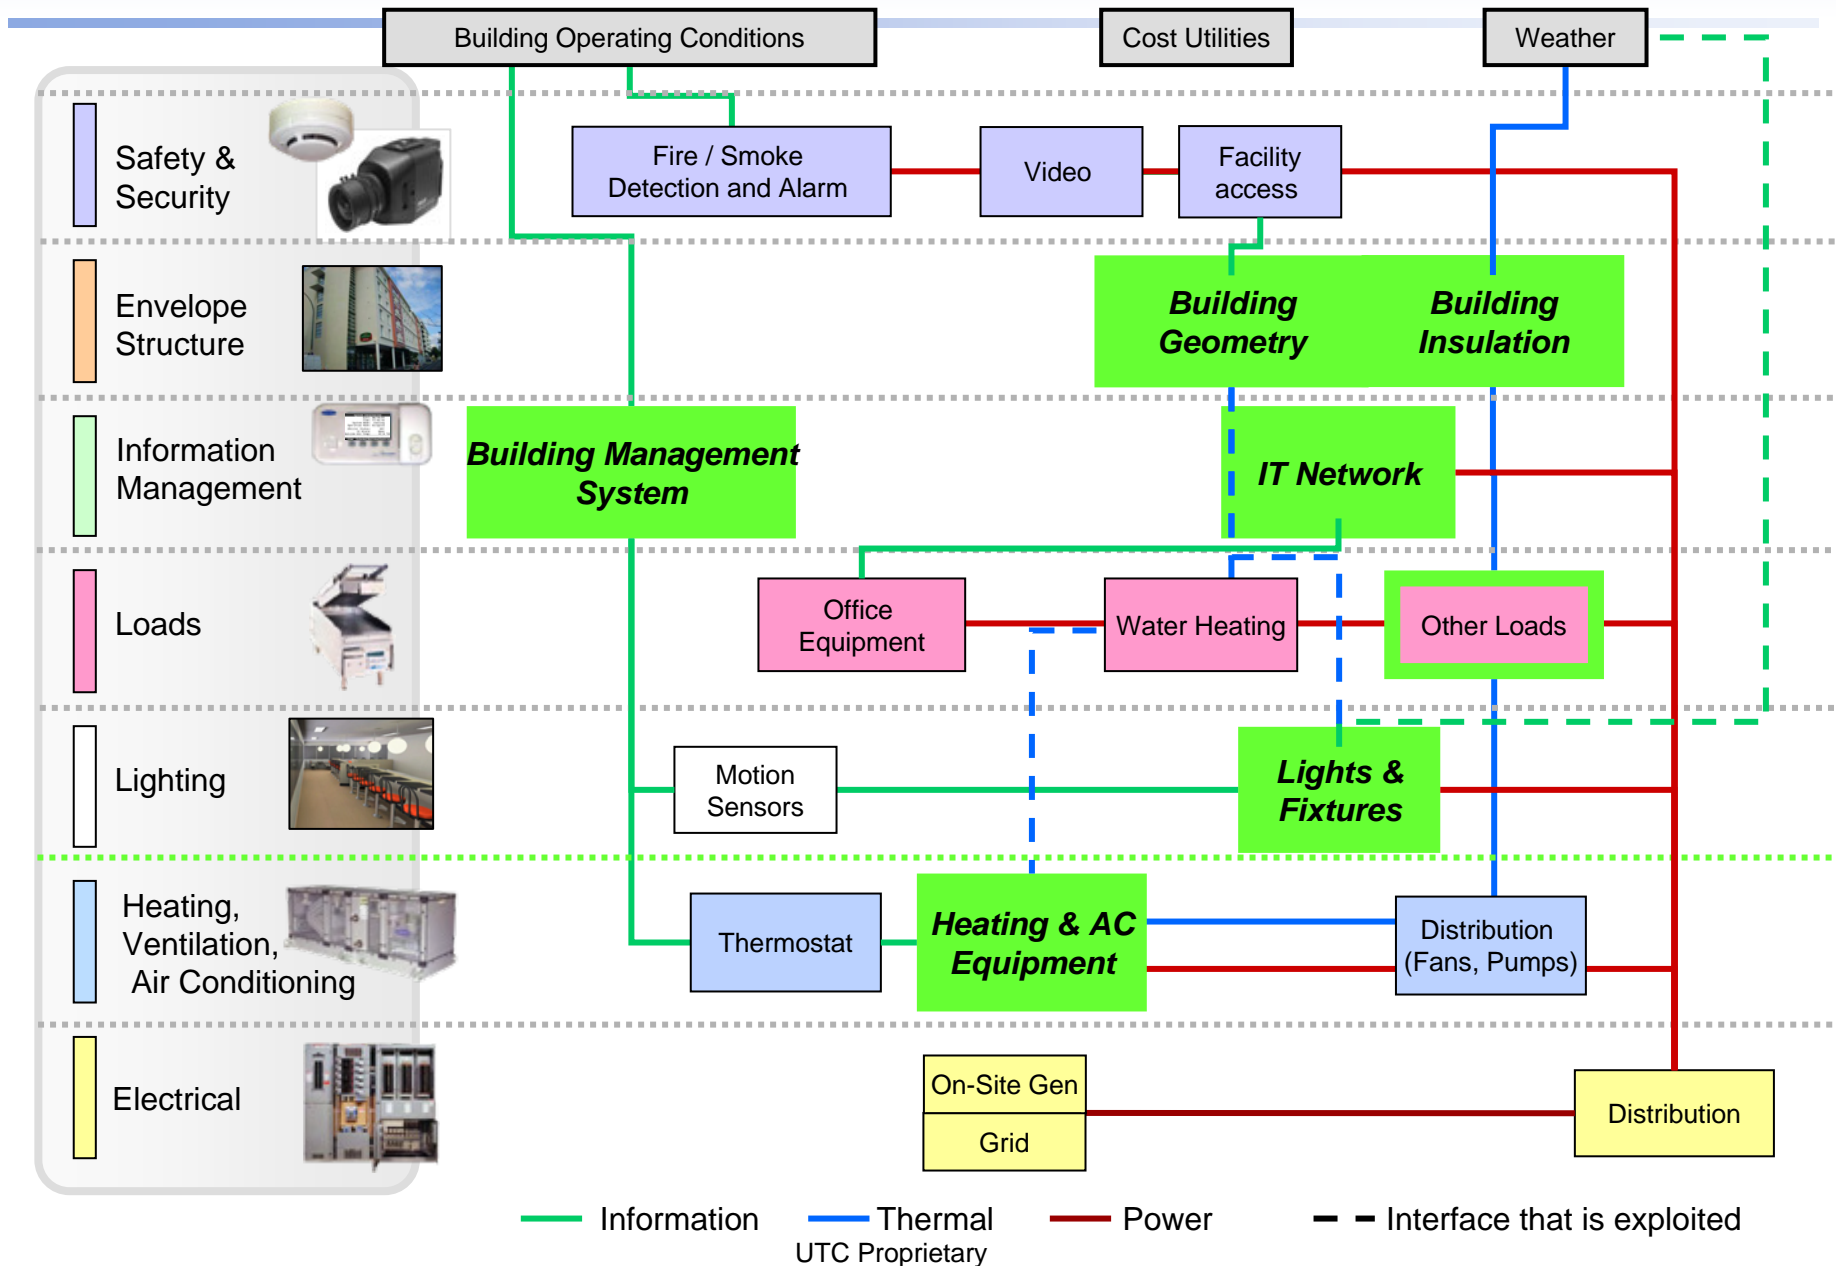 Building Operating Conditions
Cost Utilities
Weather
Safety &
Security
Fire / Smoke
Detection and Alarm
Video
Facility
access
Envelope
Structure
Building
Geometry
Building
Insulation
Information
Management
Building Management
System
IT Network
Loads
Office
Equipment
Water Heating
Other Loads
Lighting
Motion
Sensors
Lights &
Fixtures
Heating,
Ventilation,
Air Conditioning
Thermostat
Heating & AC
Equipment
Distribution
(Fans, Pumps)
Electrical
On-Site Gen
Grid
Distribution
Information
Thermal
Power
Interface that is exploited
UTC Proprietary